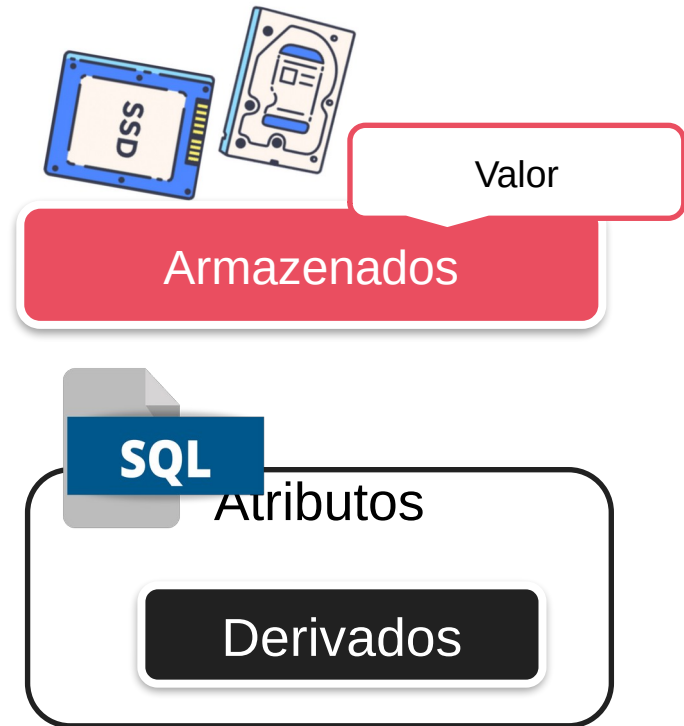 SSD
Valor
Armazenados
SQL
Atributos
Derivados